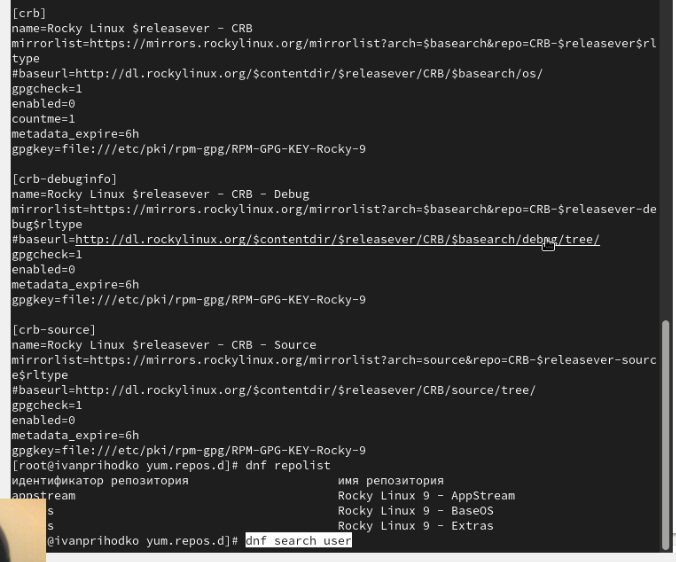 [crb]
name=Rocky Linux $releasever - CRB
mirrorlist=https://mirrors.rockylinux.org/mirrorlist?arch=$basearch&repo=CRB-$releasever$rl
type
#baseurl=http://dl.rockylinux.org/$contentdir/$releasever/CRB/$basearch/os/
gpgcheck=1
enabled=0
countme=1
metadata_expire=6h
gpgkey=file:///etc/pki/rpm-gpg/RPM-GPG-KEY-Rocky-9
[crb-debuginfo]
name=Rocky Linux $releasever - CRB - Debug
mirrorlist=https://mirrors.rockylinux.org/mirrorlist?arch=$basearch&repo=CRB-$releasever-de
bug$rltype
#baseurl=http://dl.rockylinux.org/$contentdir/$releasever/CRB/$basearch/debug/tree/
gpgcheck=1
enabled=0
metadata_expire=6h
gpgkey=file:///etc/pki/rpm-gpg/RPM-GPG-KEY-Rocky-9
[crb-source]
name=Rocky Linux $releasever - CRB - Source
mirrorlist=https://mirrors.rockylinux.org/mirrorlist?arch=source&repo=CRB-$releasever-sourc
e$rltype
#baseurl=http://dl.rockylinux.org/$contentdir/$releasever/CRB/source/tree/
gpgcheck=1
enabled=0
metadata_expire=6h
gpgkey=file:///etc/pki/rpm-gpg/RPM-GPG-KEY-Rocky-9
[root@ivanprihodko yum.repos.d]# dnf repolist
идентификатор репозитория имя репозитория
appstream Rocky Linux 9 - AppStream
s Rocky Linux 9 - BaseOS
s Rocky Linux 9 - Extras
@ivanprihodko yum.repos.d]# dnf search user